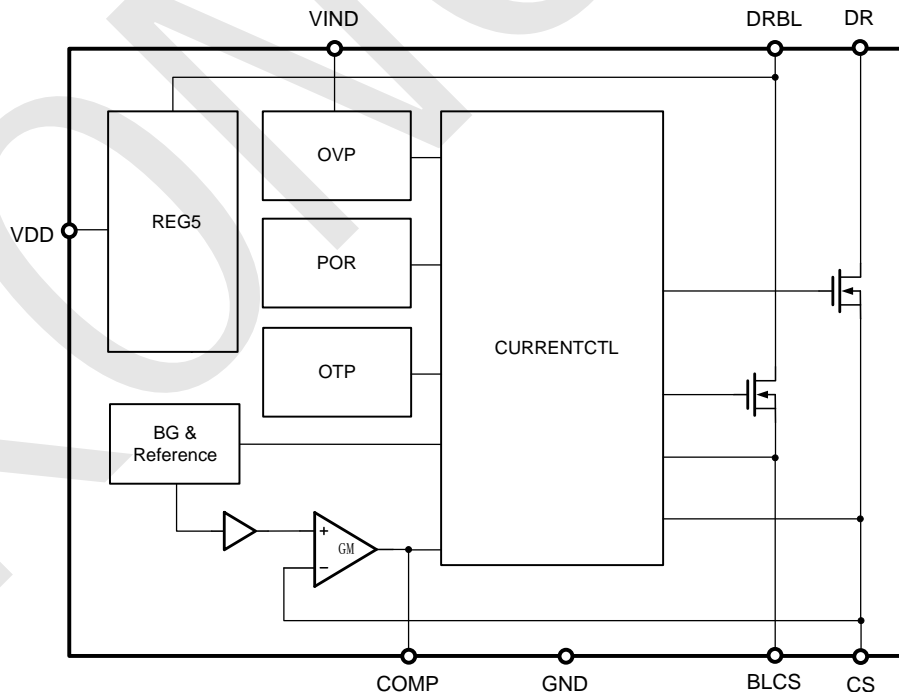 VIND
DRBL
DR
OVP
REG5
VDD
POR
CURRENTCTL
OTP
BG &
Reference
+
GM
−
COMP
GND
BLCS
CS